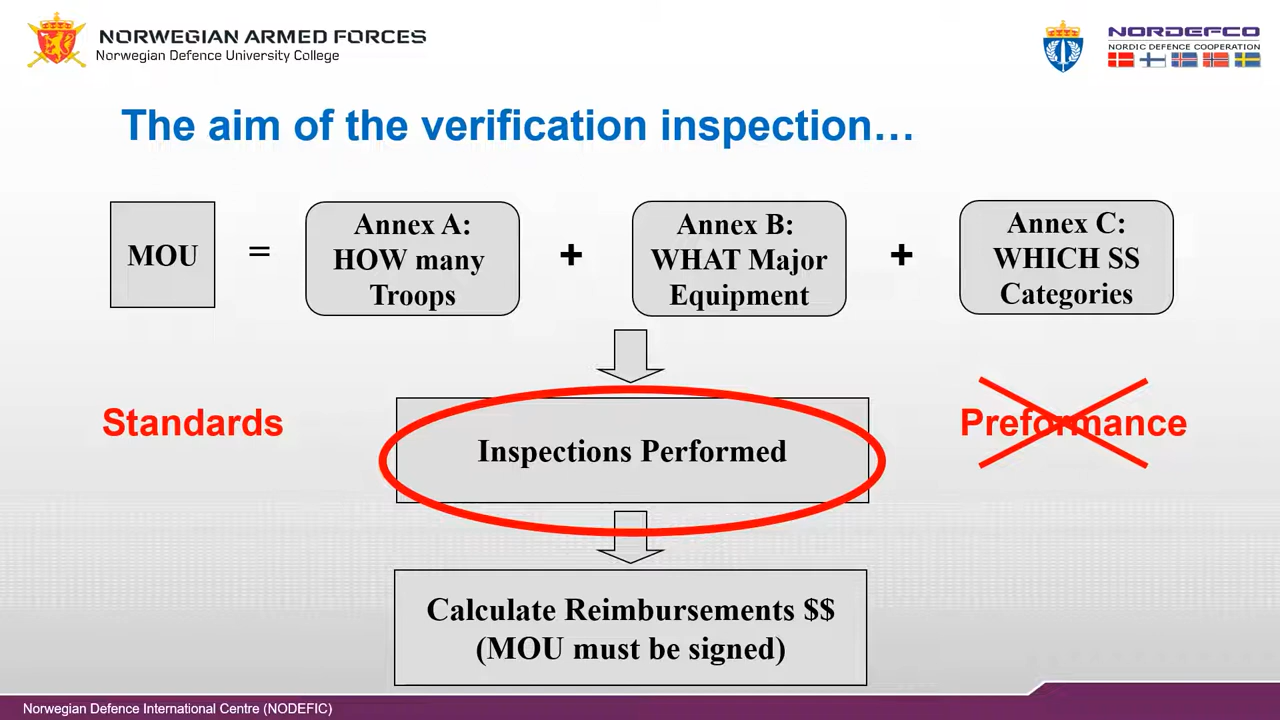 NORWEGIAN ARMED FORCES
Norwegian Defence University College
NORDEFCO
NORDIC DEFENCE COOPERATION
The aim of the verification inspection…
MOU
=
Annex A:
HOW many
Troops
+
Annex B:
WHAT Major
Equipment
+
Annex C:
WHICH SS
Categories
Standards
Preformance
Inspections Performed
Calculate Reimbursements $$
(MOU must be signed)
Norwegian Defence International Centre (NODEFIC)